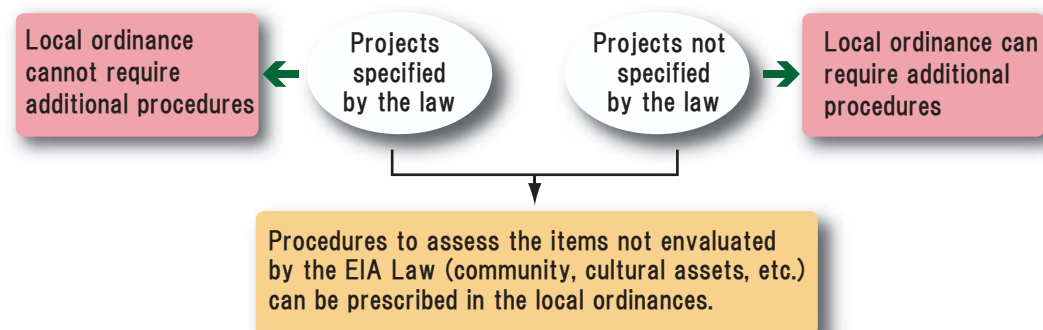 Local ordinance
cannot require
additional procedures
Projects
specified
by the law
Projects not
specified
by the law
Local ordinance can
require additional
procedures
Procedures to assess the items not envaluated
by the EIA Law (community, cultural assets, etc.)
can be prescribed in the local ordinances.